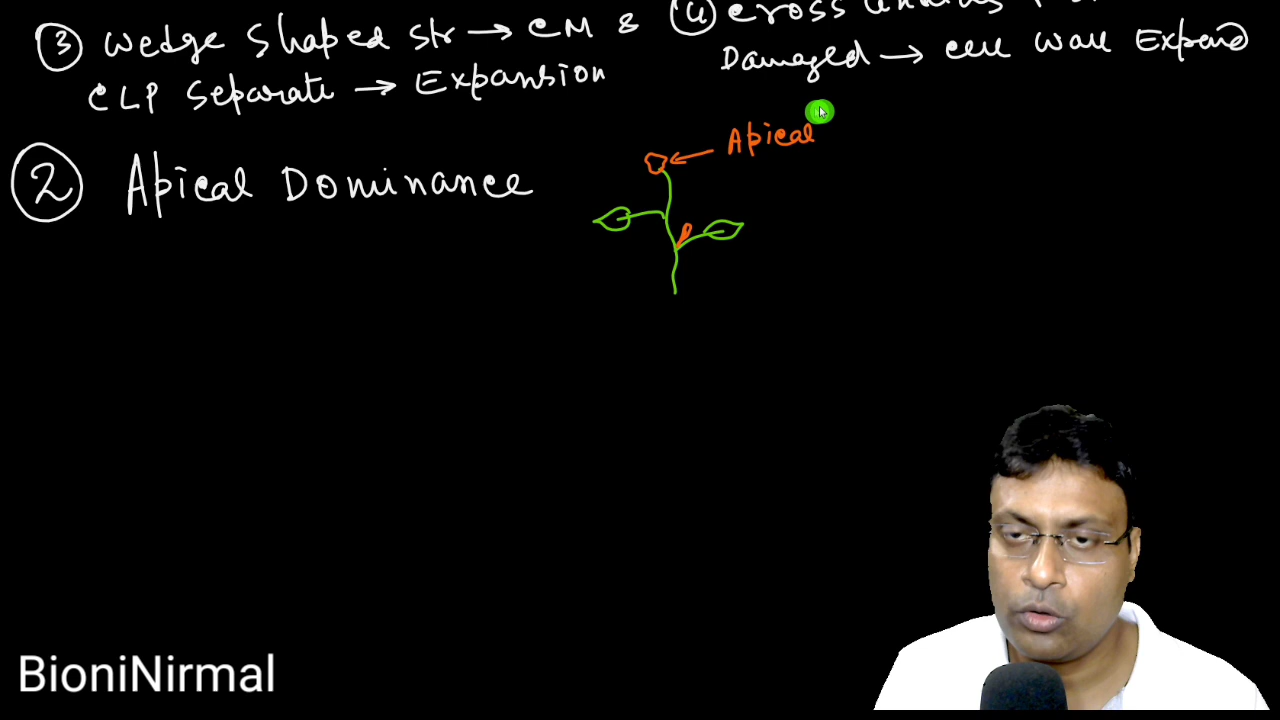 ③ Wedge Shaped Str → CM &
CLP Separate → Expansion
④ Cross
Damaged → Cell Wall Expand
② Apical Dominance
Apical
BioniNirmal